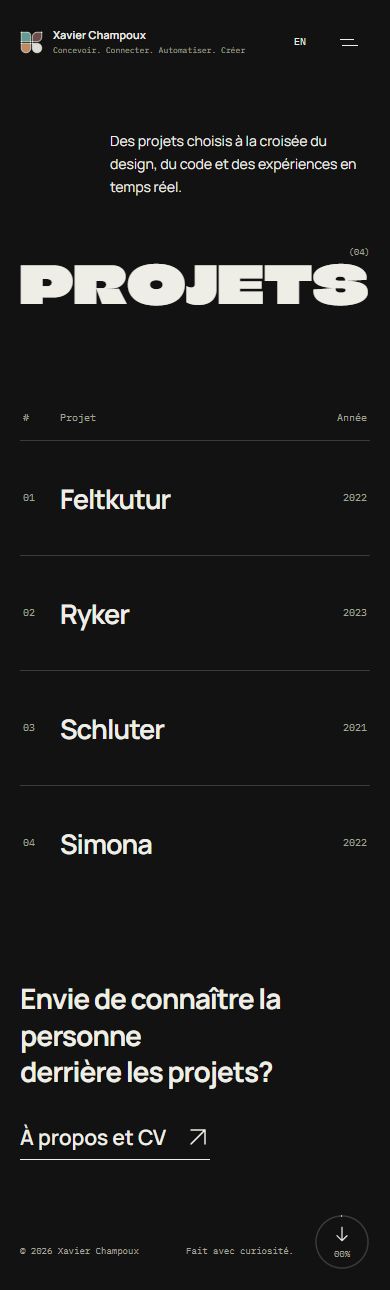 Xavier Champoux
Concevoir. Connecter. Automatiser. Créer
EN
Des projets choisis à la croisée du
design, du code et des expériences en
temps réel.
(04)
PROJETS
# Projet Année
01 Feltkutur 2022
02 Ryker 2023
03 Schluter 2021
04 Simona 2022
Envie de connaître la
personne
derrière les projets?
À propos et CV
© 2026 Xavier Champoux Fait avec curiosité.
00%